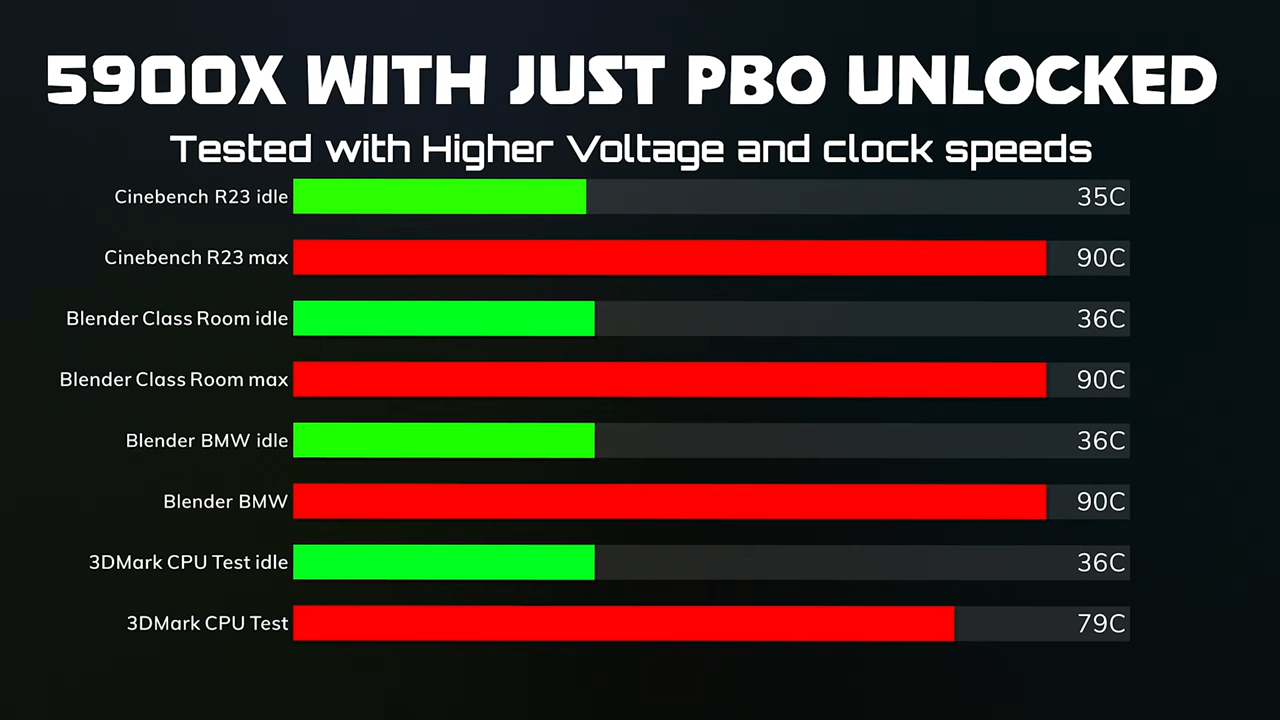 5900X WITH JUST PBO UNLOCKED
Tested with Higher Voltage and clock speeds
Cinebench R23 idle 35C
Cinebench R23 max 90C
Blender Class Room idle 36C
Blender Class Room max 90C
Blender BMW idle 36C
Blender BMW 90C
3DMark CPU Test idle 36C
3DMark CPU Test 79C